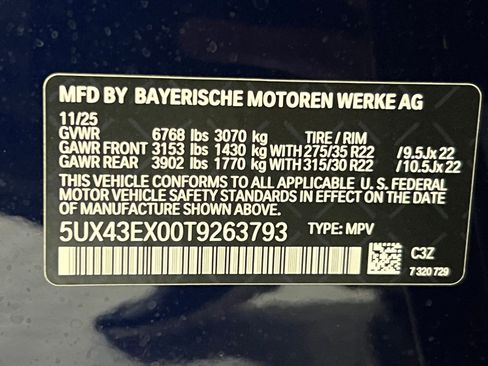 MFD BY BAYERISCHE MOTOREN WERKE AG
11/25
GVWR 6768 lbs 3070 kg TIRE / RIM
GAWR FRONT 3153 lbs 1430 kg WITH 275/35 R22 /9.5Jx22
GAWR REAR 3902 lbs 1770 kg WITH 315/30 R22 /10.5Jx22
THIS VEHICLE CONFORMS TO ALL APPLICABLE U. S. FEDERAL
MOTOR VEHICLE SAFETY STANDARDS IN EFFECT ON THE
DATE OF MANUFACTURE SHOWN ABOVE.
5UX43EX00T9263793 TYPE: MPV
C3Z
7 320 729